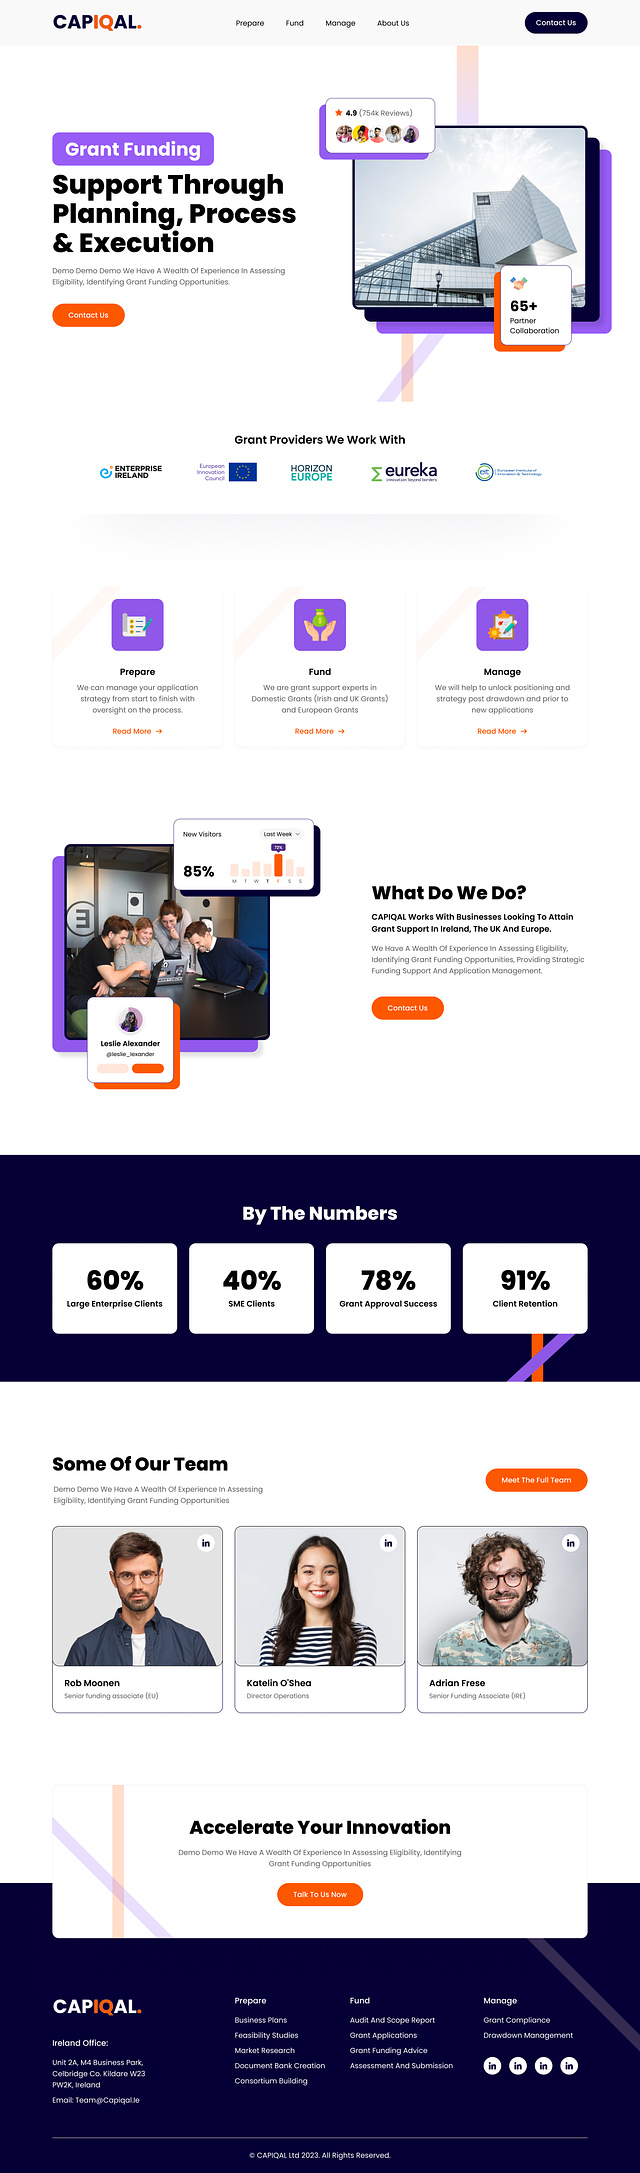 CAPIQAL.
Prepare
Fund
Manage
About Us
Contact Us
4.9 (754k Reviews)
Grant Funding
Support Through
Planning, Process
& Execution
Demo Demo Demo We Have A Wealth Of Experience In Assessing
Eligibility, Identifying Grant Funding Opportunities.
Contact Us
65+
Partner
Collaboration
Grant Providers We Work With
ENTERPRISE
IRELAND
European
Innovation
Council
HORIZON
EUROPE
eureka
innovation beyond borders
eit
European Institute of
Innovation & Technology
Prepare
We can manage your application
strategy from start to finish with
oversight on the process.
Read More →
Fund
We are grant support experts in
Domestic Grants (Irish and UK Grants)
and European Grants
Read More →
Manage
We will help to unlock positioning and
strategy post drawdown and prior to
new applications
Read More →
New Visitors
Last Week
72%
85%
M T W T F S S
Leslie Alexander
@leslie_lexander
What Do We Do?
CAPIQAL Works With Businesses Looking To Attain
Grant Support In Ireland, The UK And Europe.
We Have A Wealth Of Experience In Assessing Eligibility,
Identifying Grant Funding Opportunities, Providing Strategic
Funding Support And Application Management.
Contact Us
By The Numbers
60%
Large Enterprise Clients
40%
SME Clients
78%
Grant Approval Success
91%
Client Retention
Some Of Our Team
Demo Demo We Have A Wealth Of Experience In Assessing
Eligibility, Identifying Grant Funding Opportunities
Meet The Full Team
in
in
in
Rob Moonen
Senior funding associate (EU)
Katelin O'Shea
Director Operations
Adrian Frese
Senior Funding Associate (IRE)
Accelerate Your Innovation
Demo Demo We Have A Wealth Of Experience In Assessing Eligibility, Identifying
Grant Funding Opportunities
Talk To Us Now
CAPIQAL.
Ireland Office:
Unit 2A, M4 Business Park,
Celbridge Co. Kildare W23
PW2K, Ireland
Email: Team@Capiqal.Ie
Prepare
Business Plans
Feasibility Studies
Market Research
Document Bank Creation
Consortium Building
Fund
Audit And Scope Report
Grant Applications
Grant Funding Advice
Assessment And Submission
Manage
Grant Compliance
Drawdown Management
in
in
in
in
© CAPIQAL Ltd 2023. All Rights Reserved.